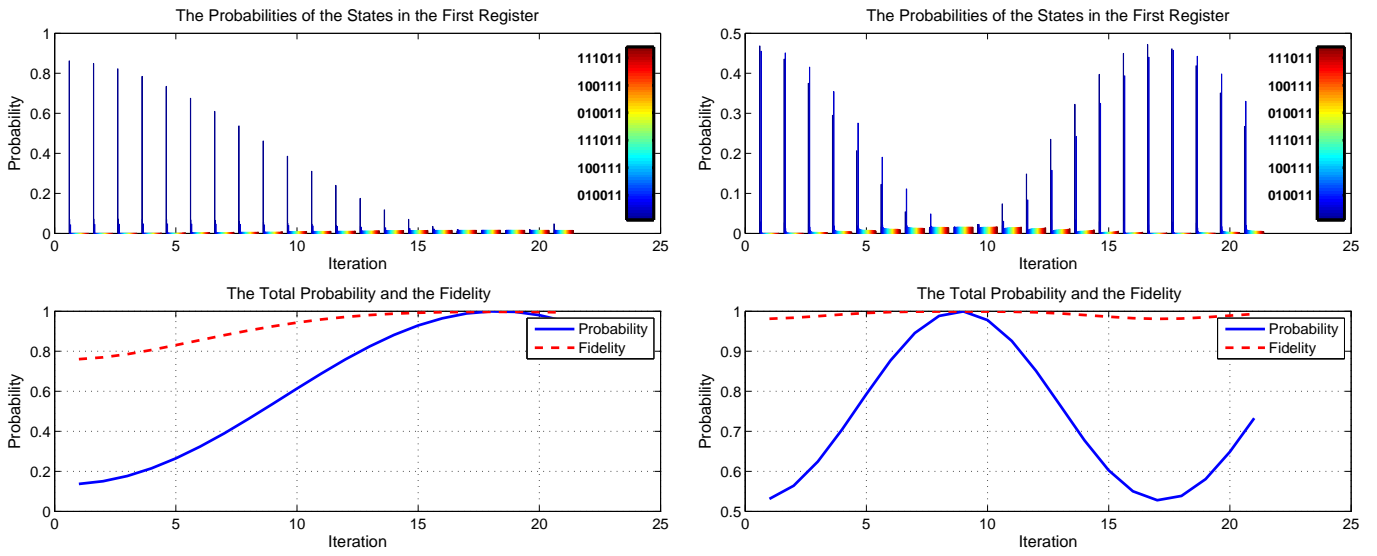 The Probabilities of the States in the First Register
Probability
1
0.8
0.6
0.4
0.2
0
111011
100111
010011
111011
100111
010011
0 5 10 15 20 25
Iteration
The Probabilities of the States in the First Register
Probability
0.5
0.4
0.3
0.2
0.1
0
111011
100111
010011
111011
100111
010011
0 5 10 15 20 25
Iteration
The Total Probability and the Fidelity
Probability
1
0.8
0.6
0.4
0.2
0
Probability
Fidelity
0 5 10 15 20 25
Iteration
The Total Probability and the Fidelity
Probability
1
0.9
0.8
0.7
0.6
0.5
Probability
Fidelity
0 5 10 15 20 25
Iteration